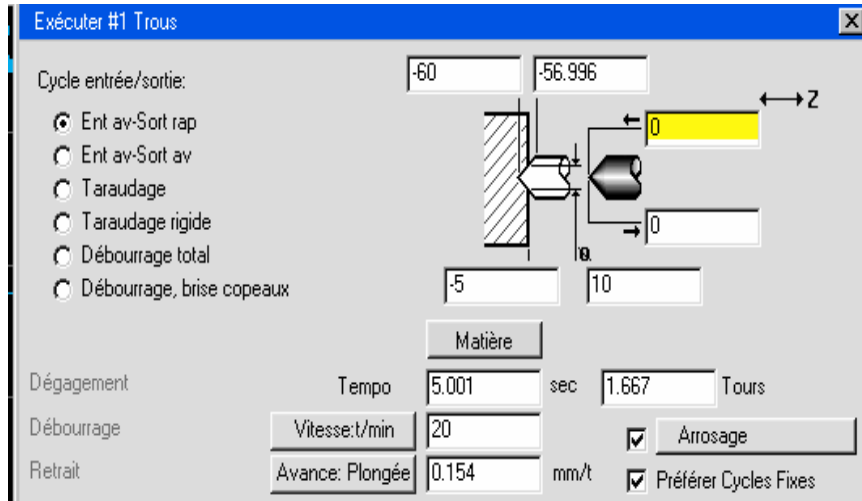 Exécuter #1 Trous
Cycle entrée/sortie:
-60 -56.996
Z
Ent av-Sort rap
0
Ent av-Sort av
Taraudage
Taraudage rigide
0
Débourrage total
Débourrage, brise copeaux
-5 10
Matière
Dégagement Tempo 5.001 sec 1.667 Tours
Débourrage Vitesse:t/min 20 Arrosage
Retrait Avance: Plongée 0.154 mm/t Préférer Cycles Fixes